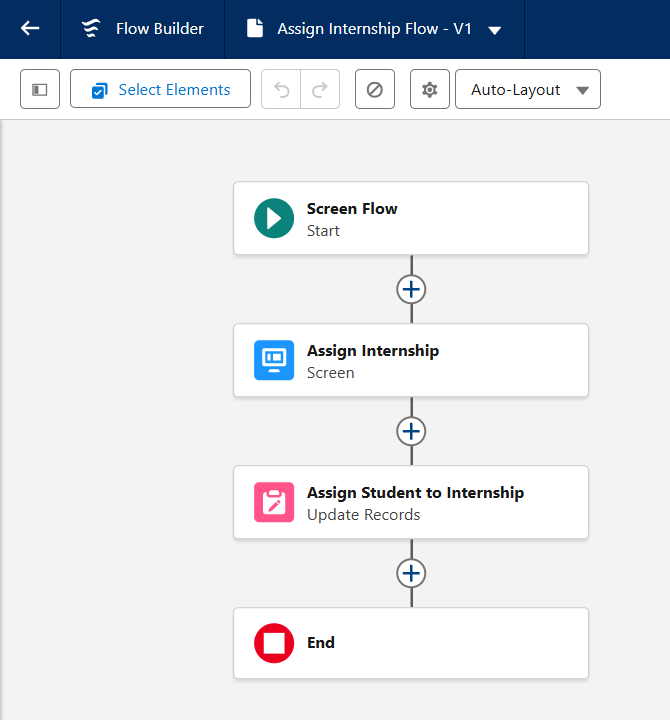 Flow Builder
Assign Internship Flow - V1
Select Elements
Auto-Layout
Screen Flow
Start
Assign Internship
Screen
Assign Student to Internship
Update Records
End